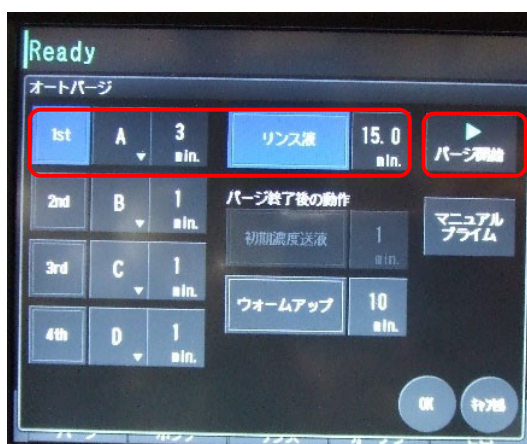 Ready
オートパージ
1st A 3 min. リンス液 15.0 min. パージ開始
2nd B 1 min. パージ終了後の動作
初期濃度送液 1 min. マニュアル
プライム
3rd C 1 min.
ウォームアップ 10 min.
4th D 1 min.
OK キャンセル